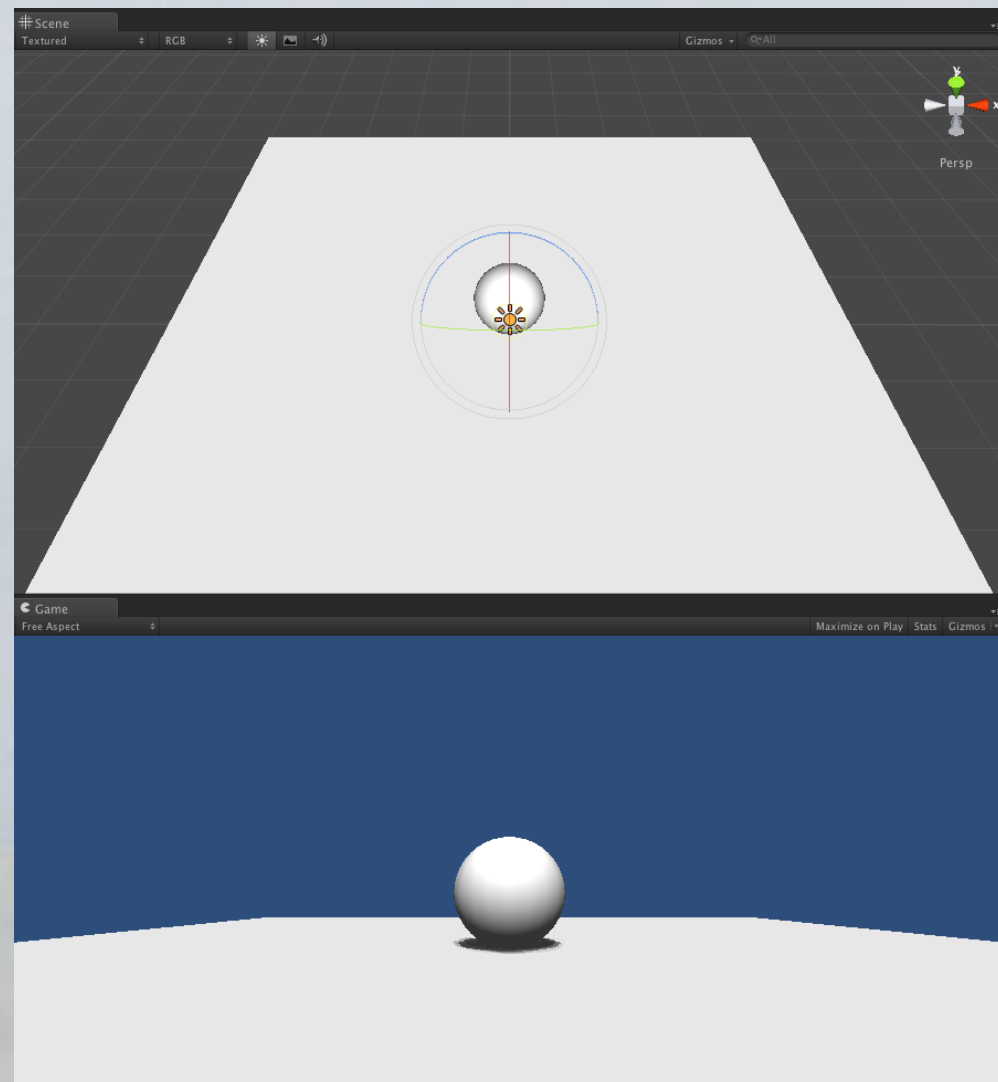 Scene
Textured RGB Gizmos All
y
x
Persp
Game
Free Aspect Maximize on Play Stats Gizmos